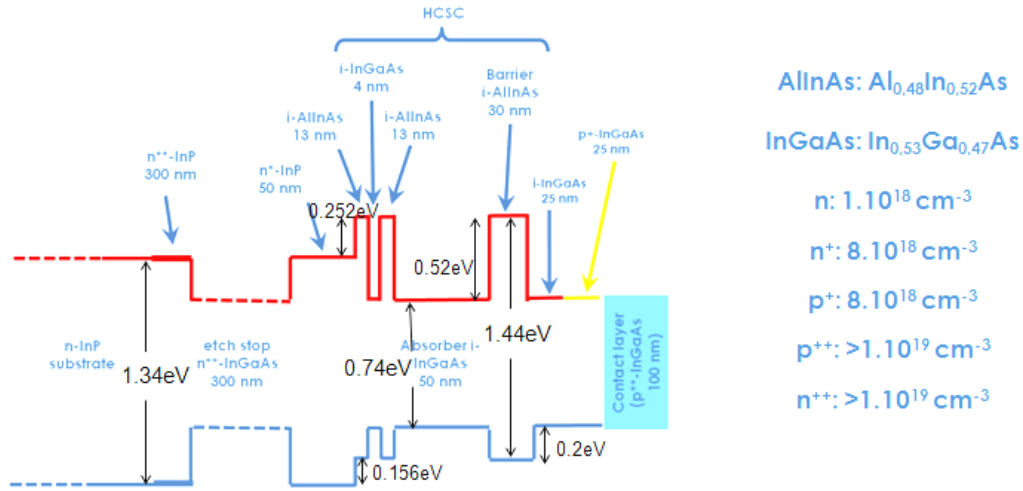 HCSC
i-InGaAs
4 nm
Barrier
i-AlInAs
30 nm
i-AlInAs
13 nm
i-AlInAs
13 nm
p+-InGaAs
25 nm
n⁺⁺-InP
300 nm
n⁺-InP
50 nm
i-InGaAs
25nm
0.252eV
0.52eV
1.44eV
n-InP
substrate
1.34eV
etch stop
n⁺⁺-InGaAs
300 nm
0.74eV
Absorber i-
InGaAs
50 nm
Contact layer
(p⁺⁺-InGaAs
100 nm)
0.156eV
0.2eV
AlInAs: Al₀,₄₈In₀,₅₂As
InGaAs: In₀,₅₃Ga₀,₄₇As
n: 1.10¹⁸ cm⁻³
n⁺: 8.10¹⁸ cm⁻³
p⁺: 8.10¹⁸ cm⁻³
p⁺⁺: >1.10¹⁹ cm⁻³
n⁺⁺: >1.10¹⁹ cm⁻³